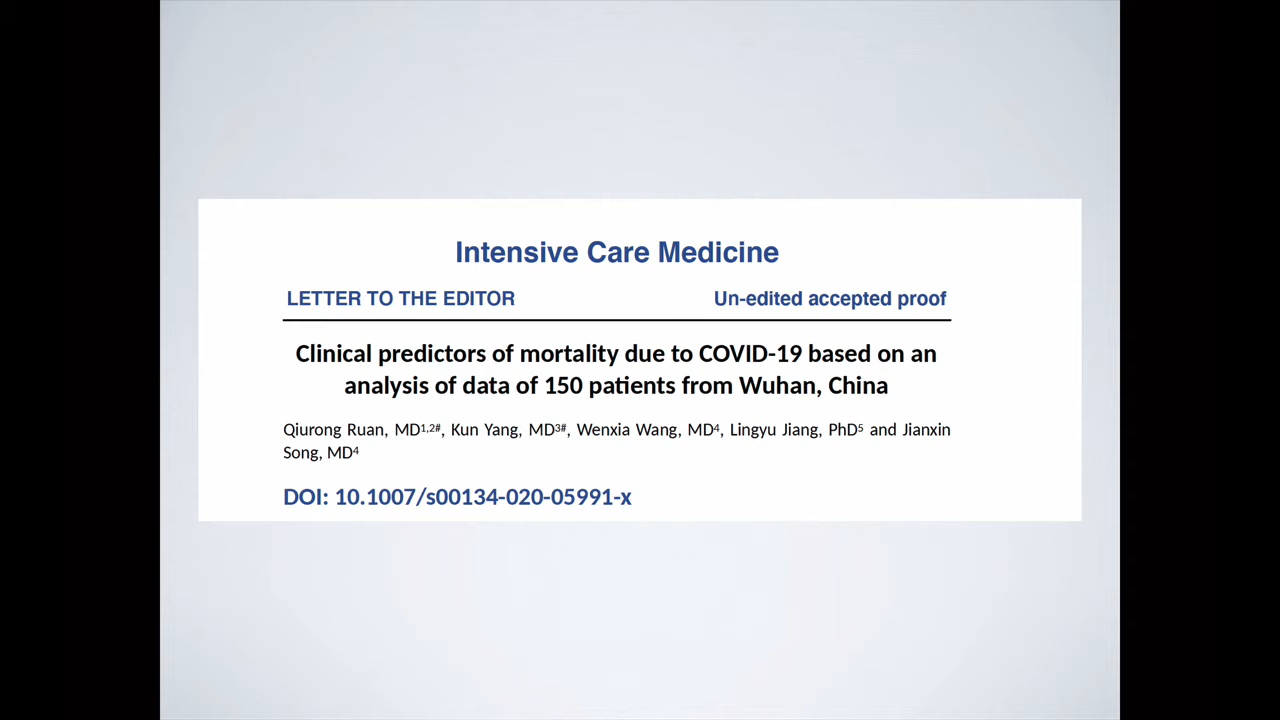 Intensive Care Medicine
LETTER TO THE EDITOR Un-edited accepted proof
Clinical predictors of mortality due to COVID-19 based on an
analysis of data of 150 patients from Wuhan, China
Qiurong Ruan, MD1,2#, Kun Yang, MD3#, Wenxia Wang, MD4, Lingyu Jiang, PhD5 and Jianxin
Song, MD4
DOI: 10.1007/s00134-020-05991-x